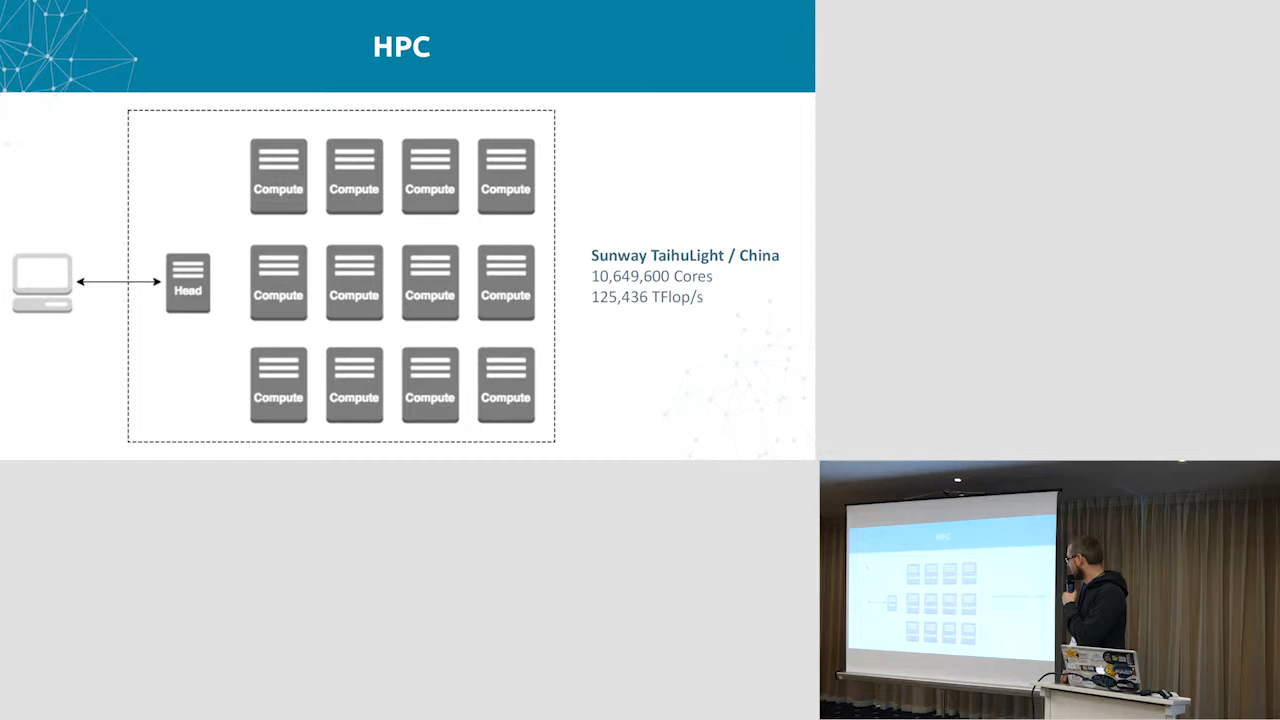 HPC
Compute Compute Compute Compute
Head
Compute Compute Compute Compute
Compute Compute Compute Compute
Sunway TaihuLight / China
10,649,600 Cores
125,436 TFlop/s
HPC